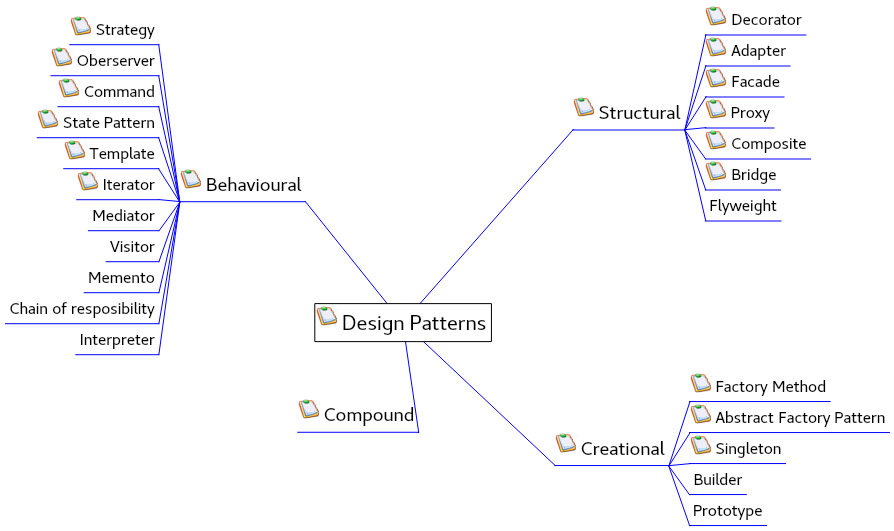 Strategy
Oberserver
Command
State Pattern
Template
Iterator
Mediator
Visitor
Memento
Chain of resposibility
Interpreter
Behavioural
Design Patterns
Compound
Structural
Decorator
Adapter
Facade
Proxy
Composite
Bridge
Flyweight
Creational
Factory Method
Abstract Factory Pattern
Singleton
Builder
Prototype